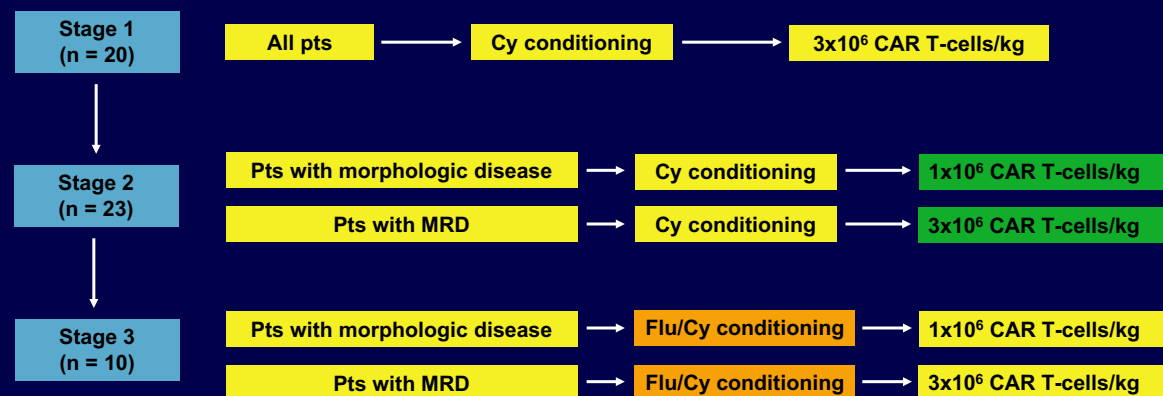 Stage 1
(n = 20)
All pts
Cy conditioning
3x10⁶ CAR T-cells/kg
Stage 2
(n = 23)
Pts with morphologic disease
Cy conditioning
1x10⁶ CAR T-cells/kg
Pts with MRD
Cy conditioning
3x10⁶ CAR T-cells/kg
Stage 3
(n = 10)
Pts with morphologic disease
Flu/Cy conditioning
1x10⁶ CAR T-cells/kg
Pts with MRD
Flu/Cy conditioning
3x10⁶ CAR T-cells/kg